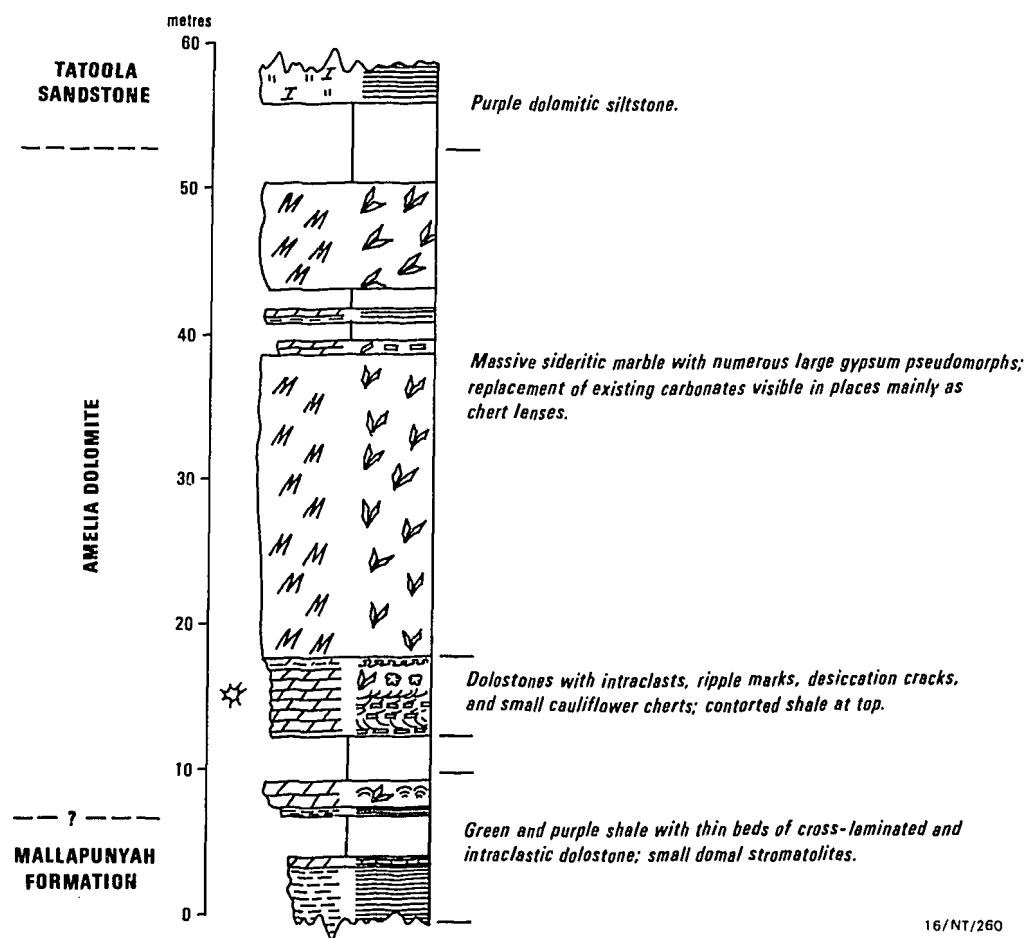 metres
60
TATOOLA
SANDSTONE
Purple dolomitic siltstone.
50
40
Massive sideritic marble with numerous large gypsum pseudomorphs;
replacement of existing carbonates visible in places mainly as
chert lenses.
AMELIA DOLOMITE
30
20
Dolostones with intraclasts, ripple marks, desiccation cracks,
and small cauliflower cherts; contorted shale at top.
10
?
MALLAPUNYAH
FORMATION
Green and purple shale with thin beds of cross-laminated and
intraclastic dolostone; small domal stromatolites.
0
16/NT/260